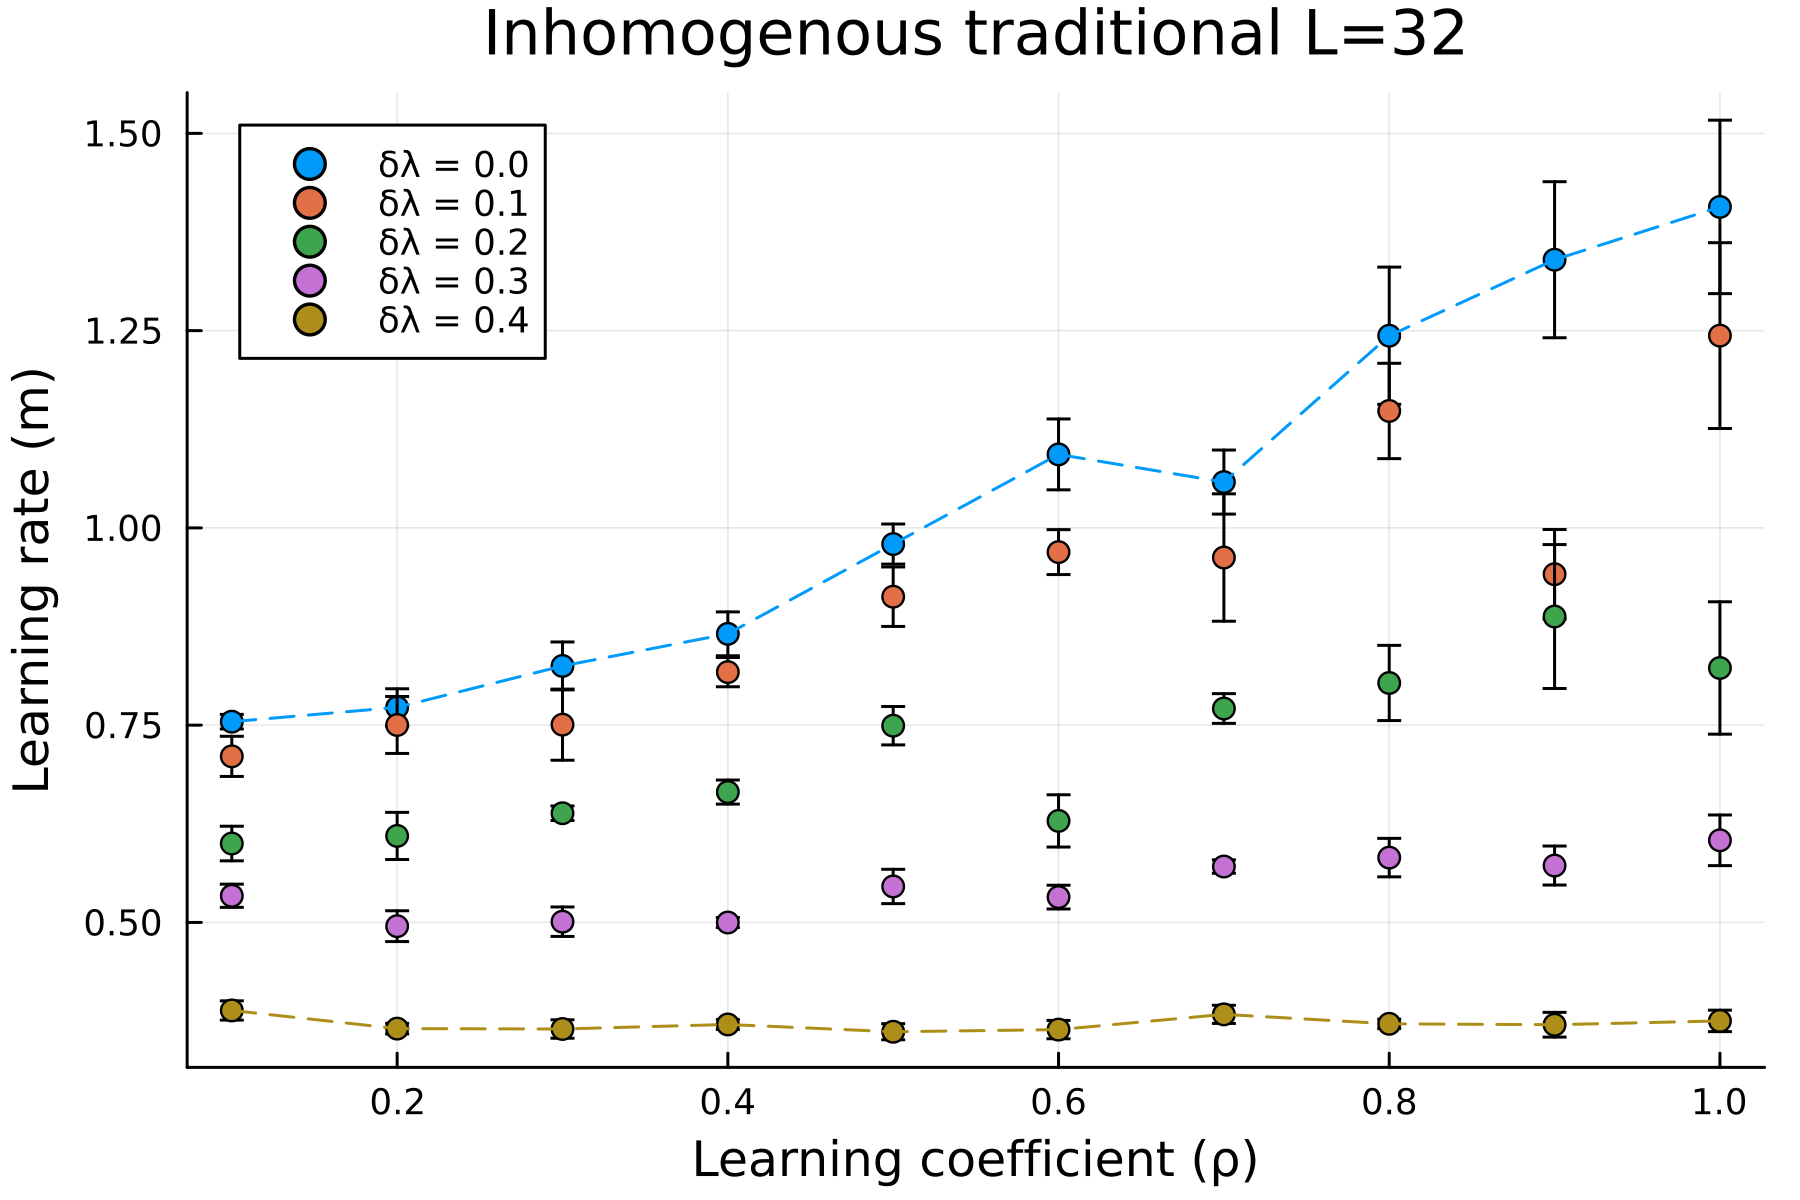 Inhomogenous traditional L=32
δλ = 0.0
δλ = 0.1
δλ = 0.2
δλ = 0.3
δλ = 0.4
Learning rate (m)
1.50
1.25
1.00
0.75
0.50
0.2 0.4 0.6 0.8 1.0
Learning coefficient (ρ)